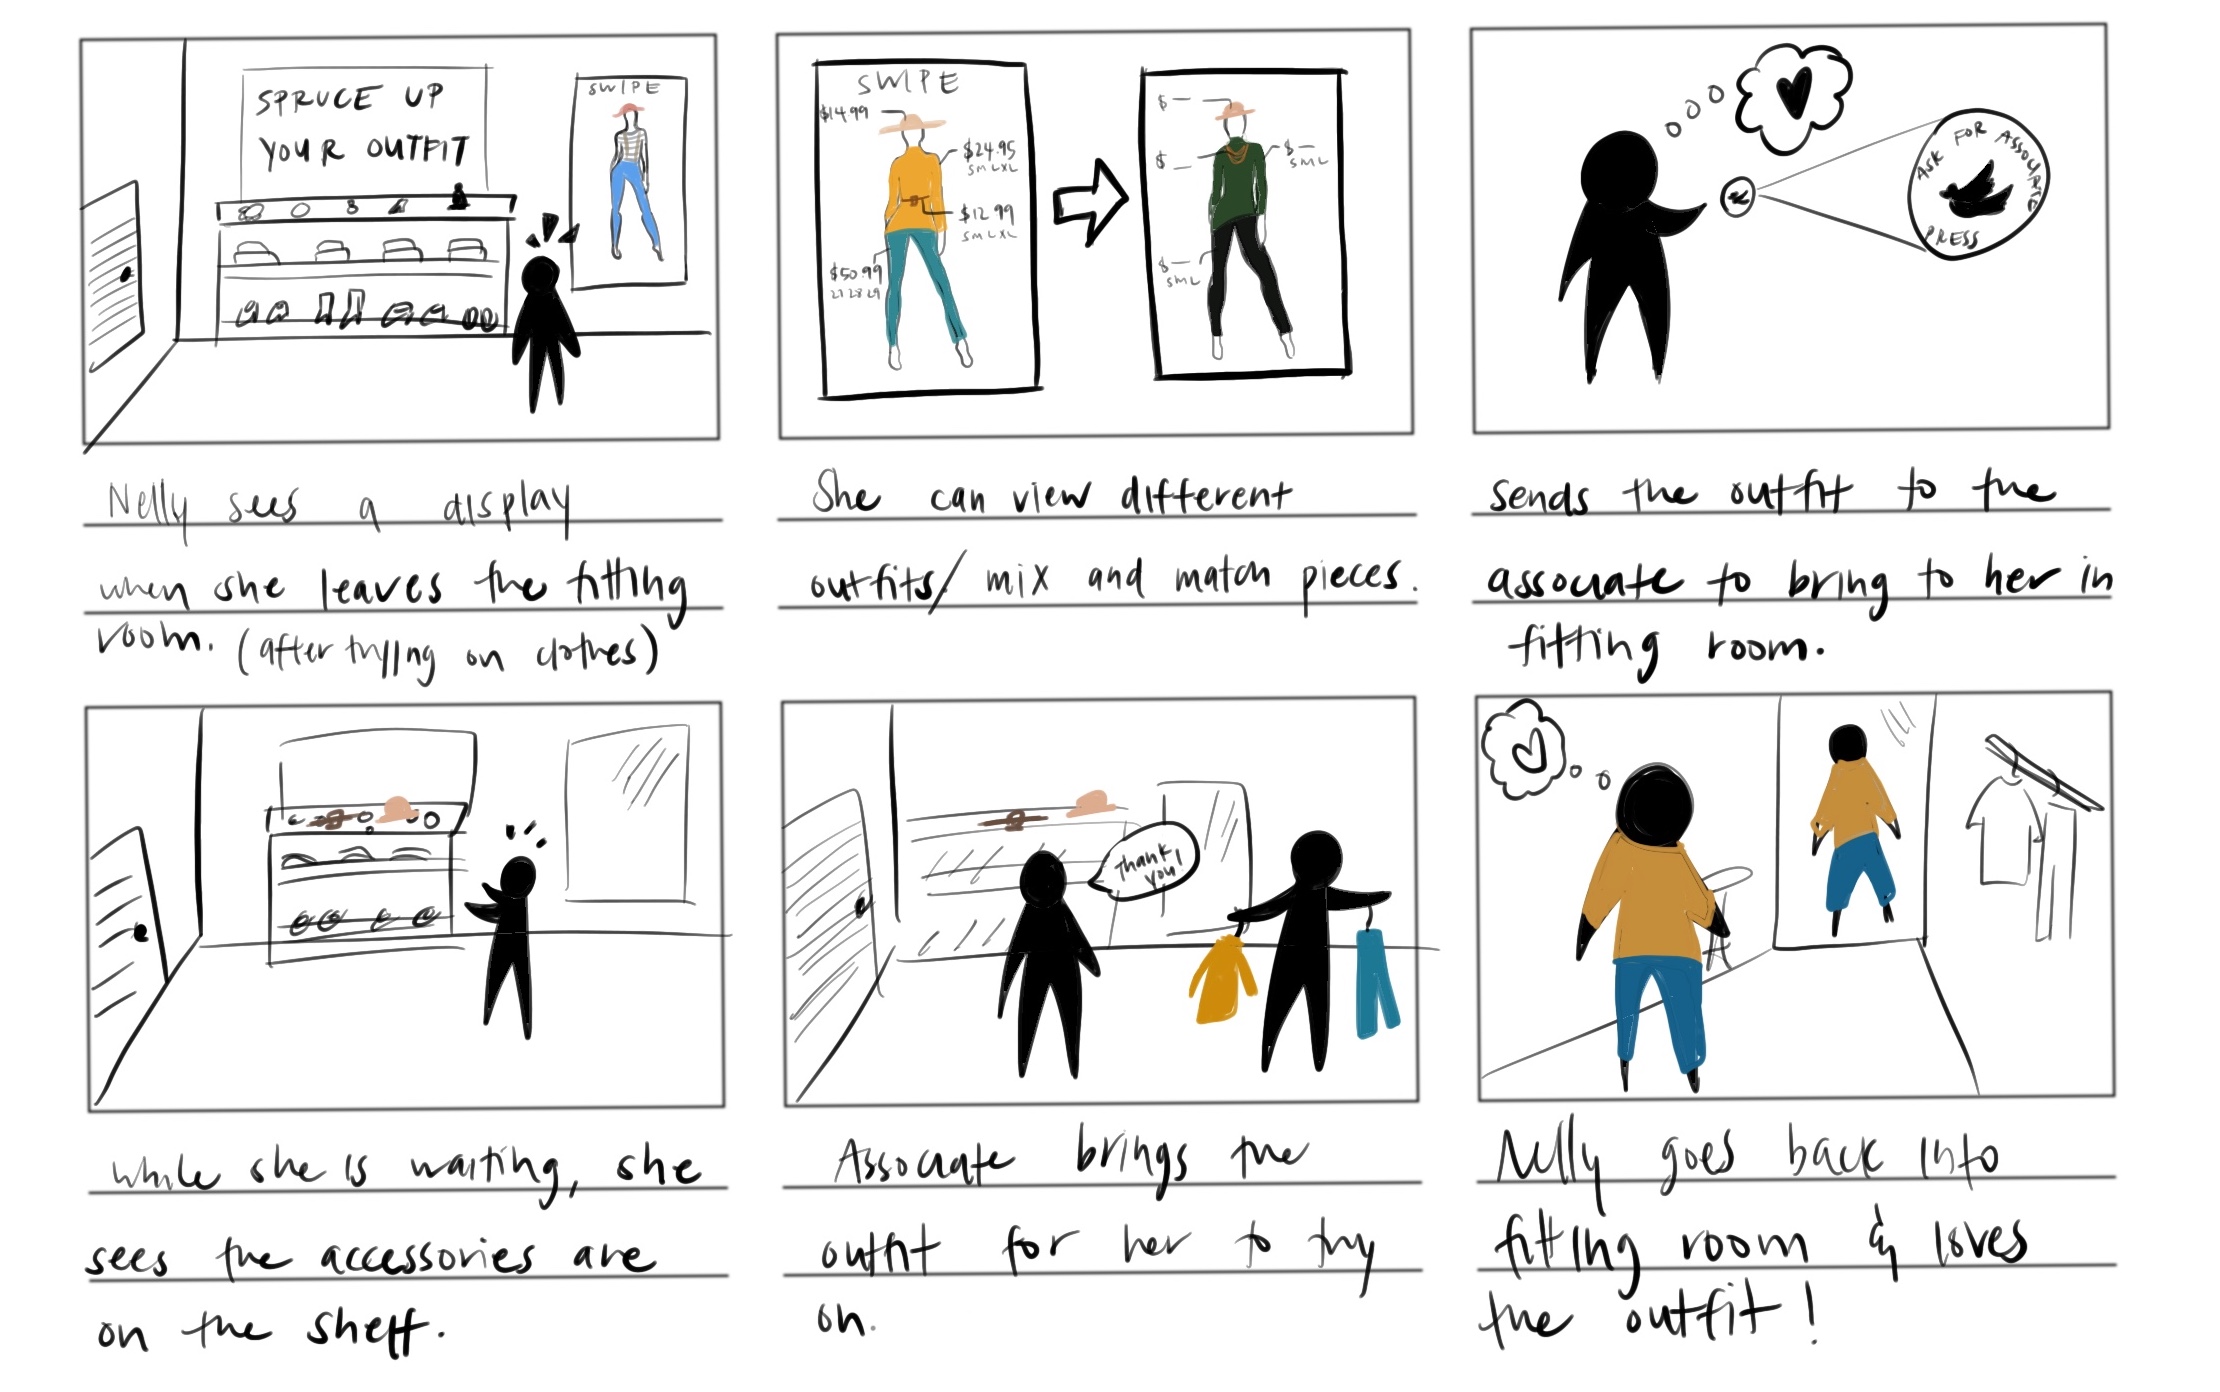 SPRUCE UP
YOUR OUTFIT
SWIPE
Nelly sees a display
when she leaves the fitting
room. (after trying on clothes)
SWIPE
$14.99
$24.95
S M L XL
$12.99
S M L XL
$50.99
27 28 29
$ —
$ —
$ —
S M L
$ —
S M L
She can view different
outfits/ mix and match pieces.
ASK FOR ASSOCIATE
PRESS
sends the outfit to the
associate to bring to her in
fitting room.
while she is waiting, she
sees the accessories are
on the shelf.
Thank
you
Associate brings the
outfit for her to try
on.
Nelly goes back into
fitting room & loves
the outfit!